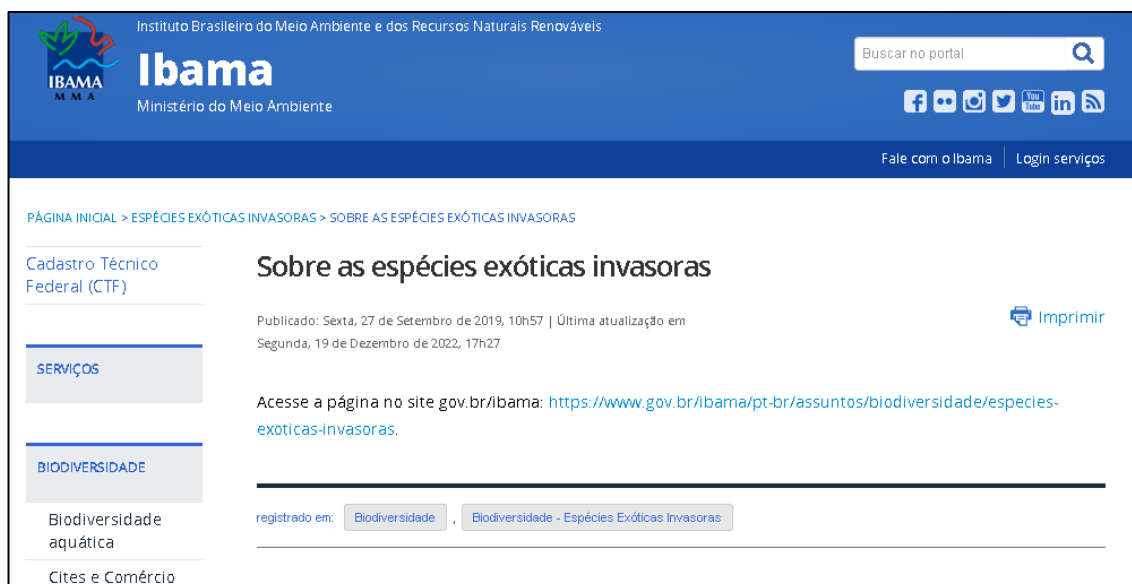 Instituto Brasileiro do Meio Ambiente e dos Recursos Naturais Renováveis
IBAMA
M M A
Ibama
Ministério do Meio Ambiente
Buscar no portal
You
Tube
Fale com o Ibama
Login serviços
PÁGINA INICIAL > ESPÉCIES EXÓTICAS INVASORAS > SOBRE AS ESPÉCIES EXÓTICAS INVASORAS
Cadastro Técnico
Federal (CTF)
SERVIÇOS
BIODIVERSIDADE
Biodiversidade
aquática
Cites e Comércio
Sobre as espécies exóticas invasoras
Publicado: Sexta, 27 de Setembro de 2019, 10h57 | Última atualização em
Segunda, 19 de Dezembro de 2022, 17h27
Imprimir
Acesse a página no site gov.br/ibama: https://www.gov.br/ibama/pt-br/assuntos/biodiversidade/especies-
exoticas-invasoras.
registrado em: Biodiversidade , Biodiversidade - Espécies Exóticas Invasoras